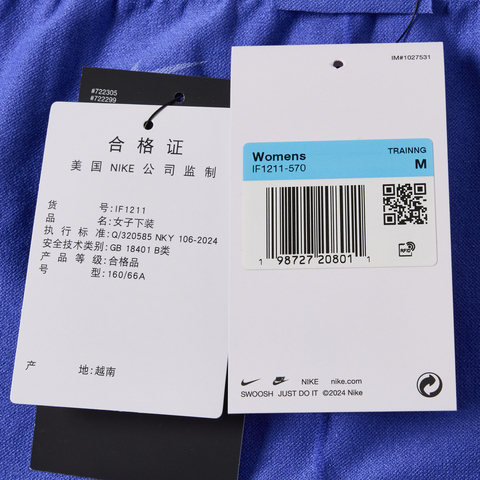 #722305
#722299
合格证
美国 NIKE 公司监制
货 号:IF1211
品 名:女子下装
执行标准:Q/320585 NKY 106-2024
安全技术类别:GB 18401 B类
产品等级:合格品
号 型:160/66A
产 地:越南
IM#1027531
Womens
TRAINNG
IF1211-570
M
RFID
1 98727 20801 1
NIKE nike.com
SWOOSH JUST DO IT ©2024 Nike